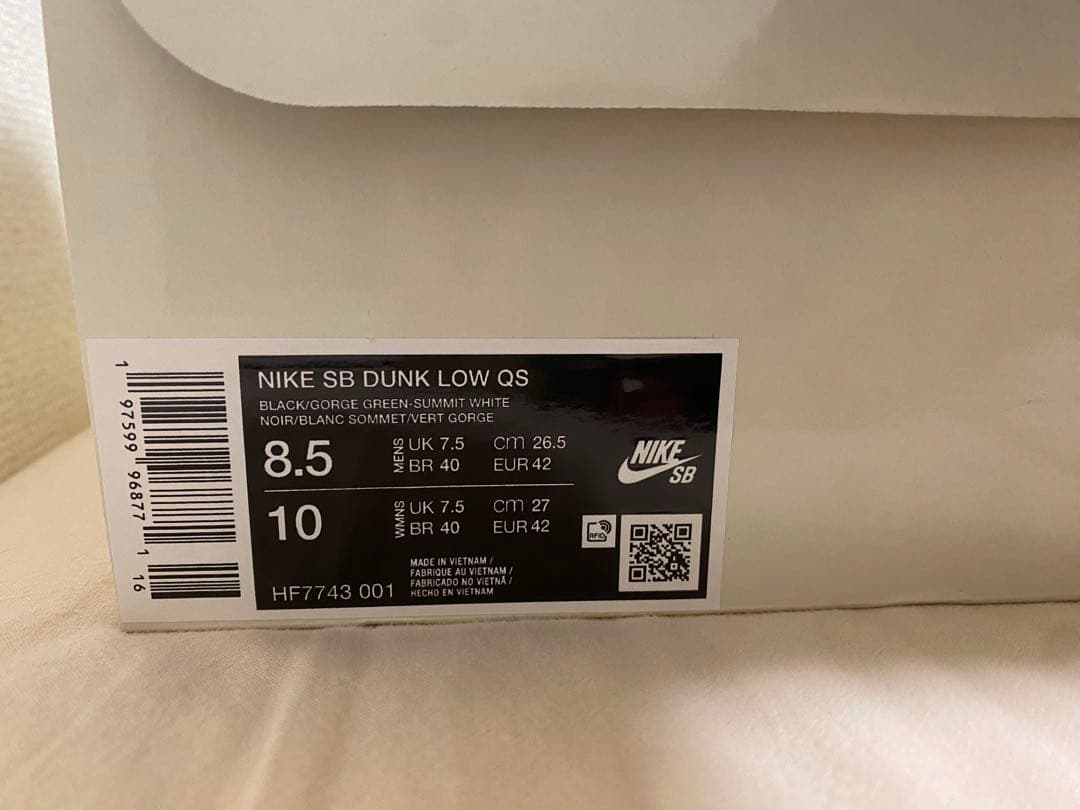 NIKE SB DUNK LOW QS
BLACK/GORGE GREEN-SUMMIT WHITE
NOIR/BLANC SOMMET/VERT GORGE
8.5 MENS UK 7.5 cm 26.5
BR 40 EUR 42
10 WMNS UK 7.5 cm 27
BR 40 EUR 42
HF7743 001
MADE IN VIETNAM /
FABRIQUE AU VIETNAM /
FABRICADO NO VIETNÃ /
HECHO EN VIETNAM
NIKE
SB
RFID
1 97599 96877 1 16